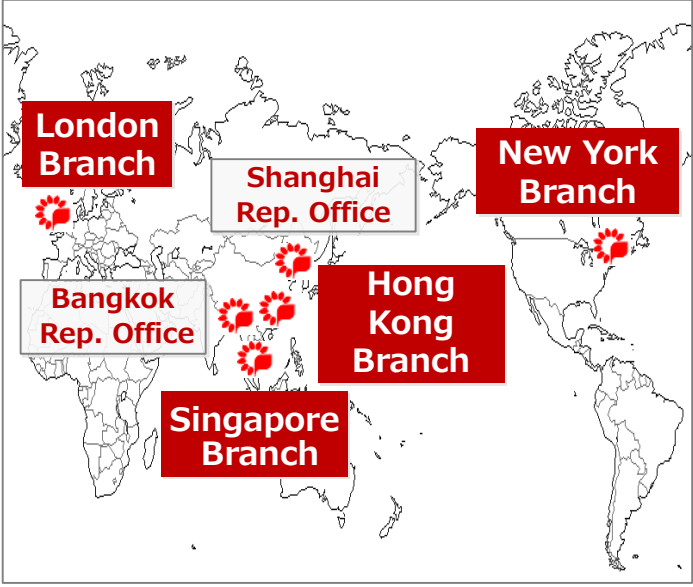 London
Branch
New York
Branch
Shanghai
Rep. Office
Bangkok
Rep. Office
Hong
Kong
Branch
Singapore
Branch